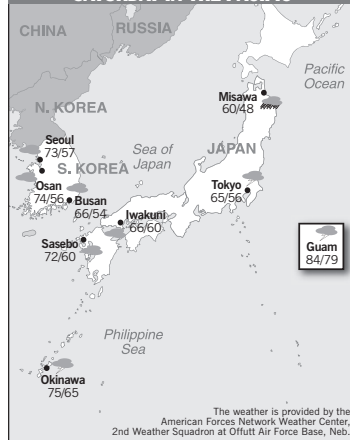 CHINA
RUSSIA
Pacific
Ocean
N. KOREA
Misawa
60/48
Seoul
73/57
Sea of
Japan
JAPAN
S. KOREA
Osan
74/56
Busan
66/54
Iwakuni
66/60
Tokyo
65/56
Sasebo
72/60
Guam
84/79
Philippine
Sea
Okinawa
75/65
The weather is provided by the
American Forces Network Weather Center,
2nd Weather Squadron at Offutt Air Force Base, Neb.